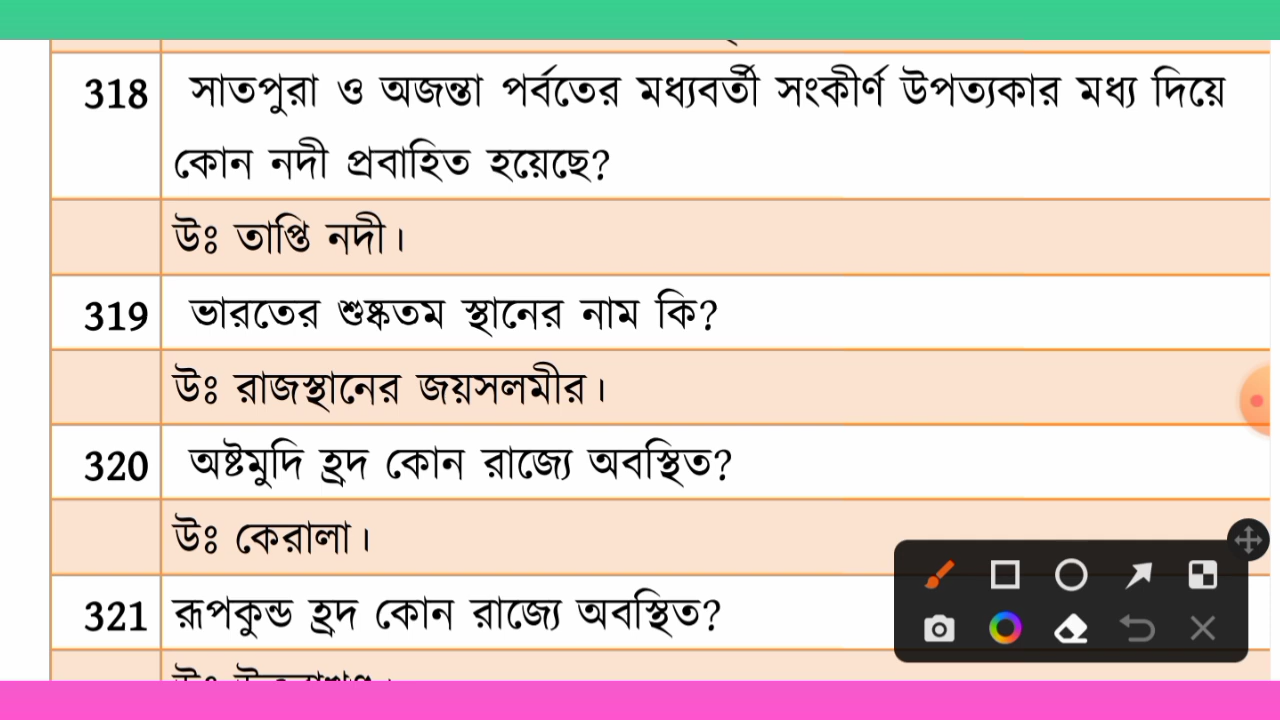 318 সাতপুরা ও অজন্তা পর্বতের মধ্যবর্তী সংকীর্ণ উপত্যকার মধ্য দিয়ে
কোন নদী প্রবাহিত হয়েছে?
উঃ তাপ্তি নদী।
319 ভারতের শুষ্কতম স্থানের নাম কি?
উঃ রাজস্থানের জয়সলমীর।
320 অষ্টমুদি হ্রদ কোন রাজ্যে অবস্থিত?
উঃ কেরালা।
321 রূপকুন্ড হ্রদ কোন রাজ্যে অবস্থিত?